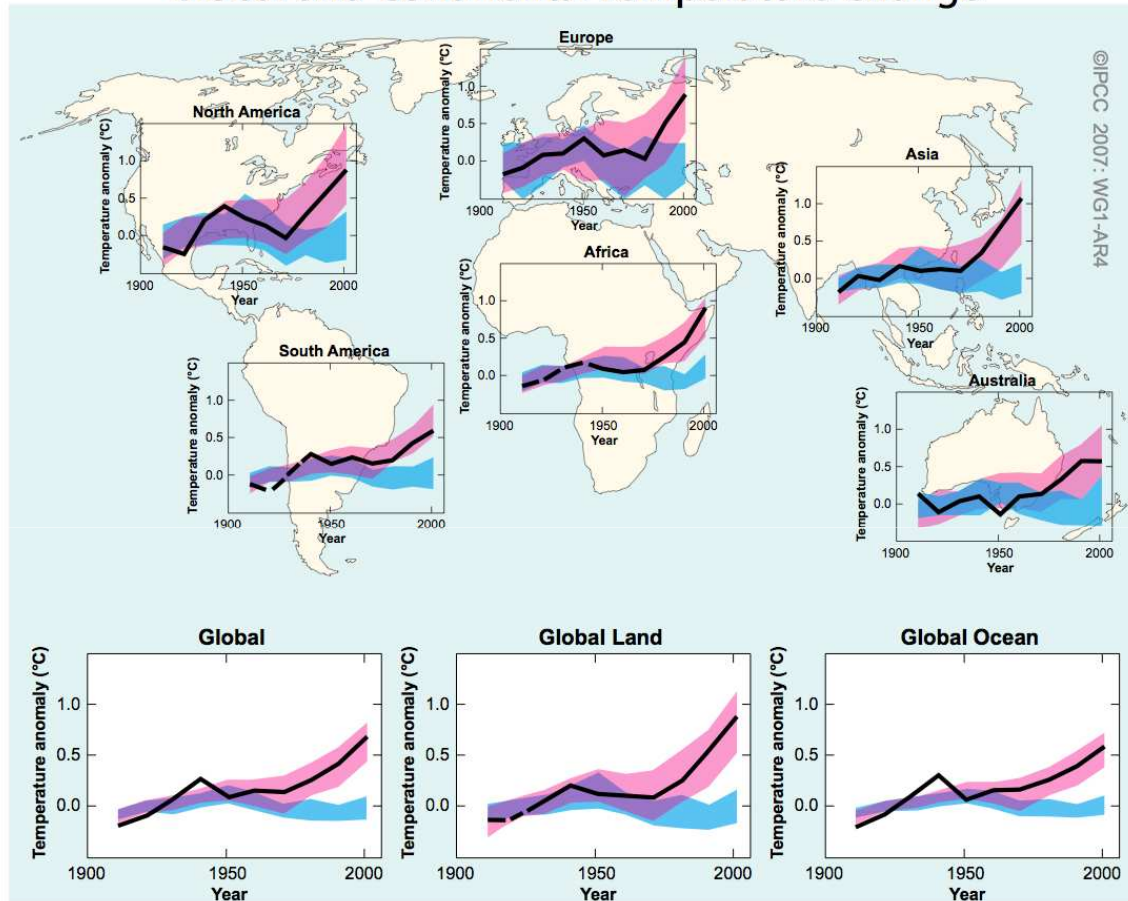 Europe
Temperature anomaly (°C)
1.0
0.5
0.0
1900
1950
2000
Year
North America
Temperature anomaly (°C)
1.0
0.5
0.0
1900
1950
2000
Year
Asia
Temperature anomaly (°C)
1.0
0.5
0.0
1900
1950
2000
Year
Africa
Temperature anomaly (°C)
1.0
0.5
0.0
1900
1950
2000
Year
South America
Temperature anomaly (°C)
1.0
0.5
0.0
1900
1950
2000
Year
Australia
Temperature anomaly (°C)
1.0
0.5
0.0
1900
1950
2000
Year
©IPCC 2007: WG1-AR4
Global
Temperature anomaly (°C)
1.0
0.5
0.0
1900
1950
2000
Year
Global Land
Temperature anomaly (°C)
1.0
0.5
0.0
1900
1950
2000
Year
Global Ocean
Temperature anomaly (°C)
1.0
0.5
0.0
1900
1950
2000
Year